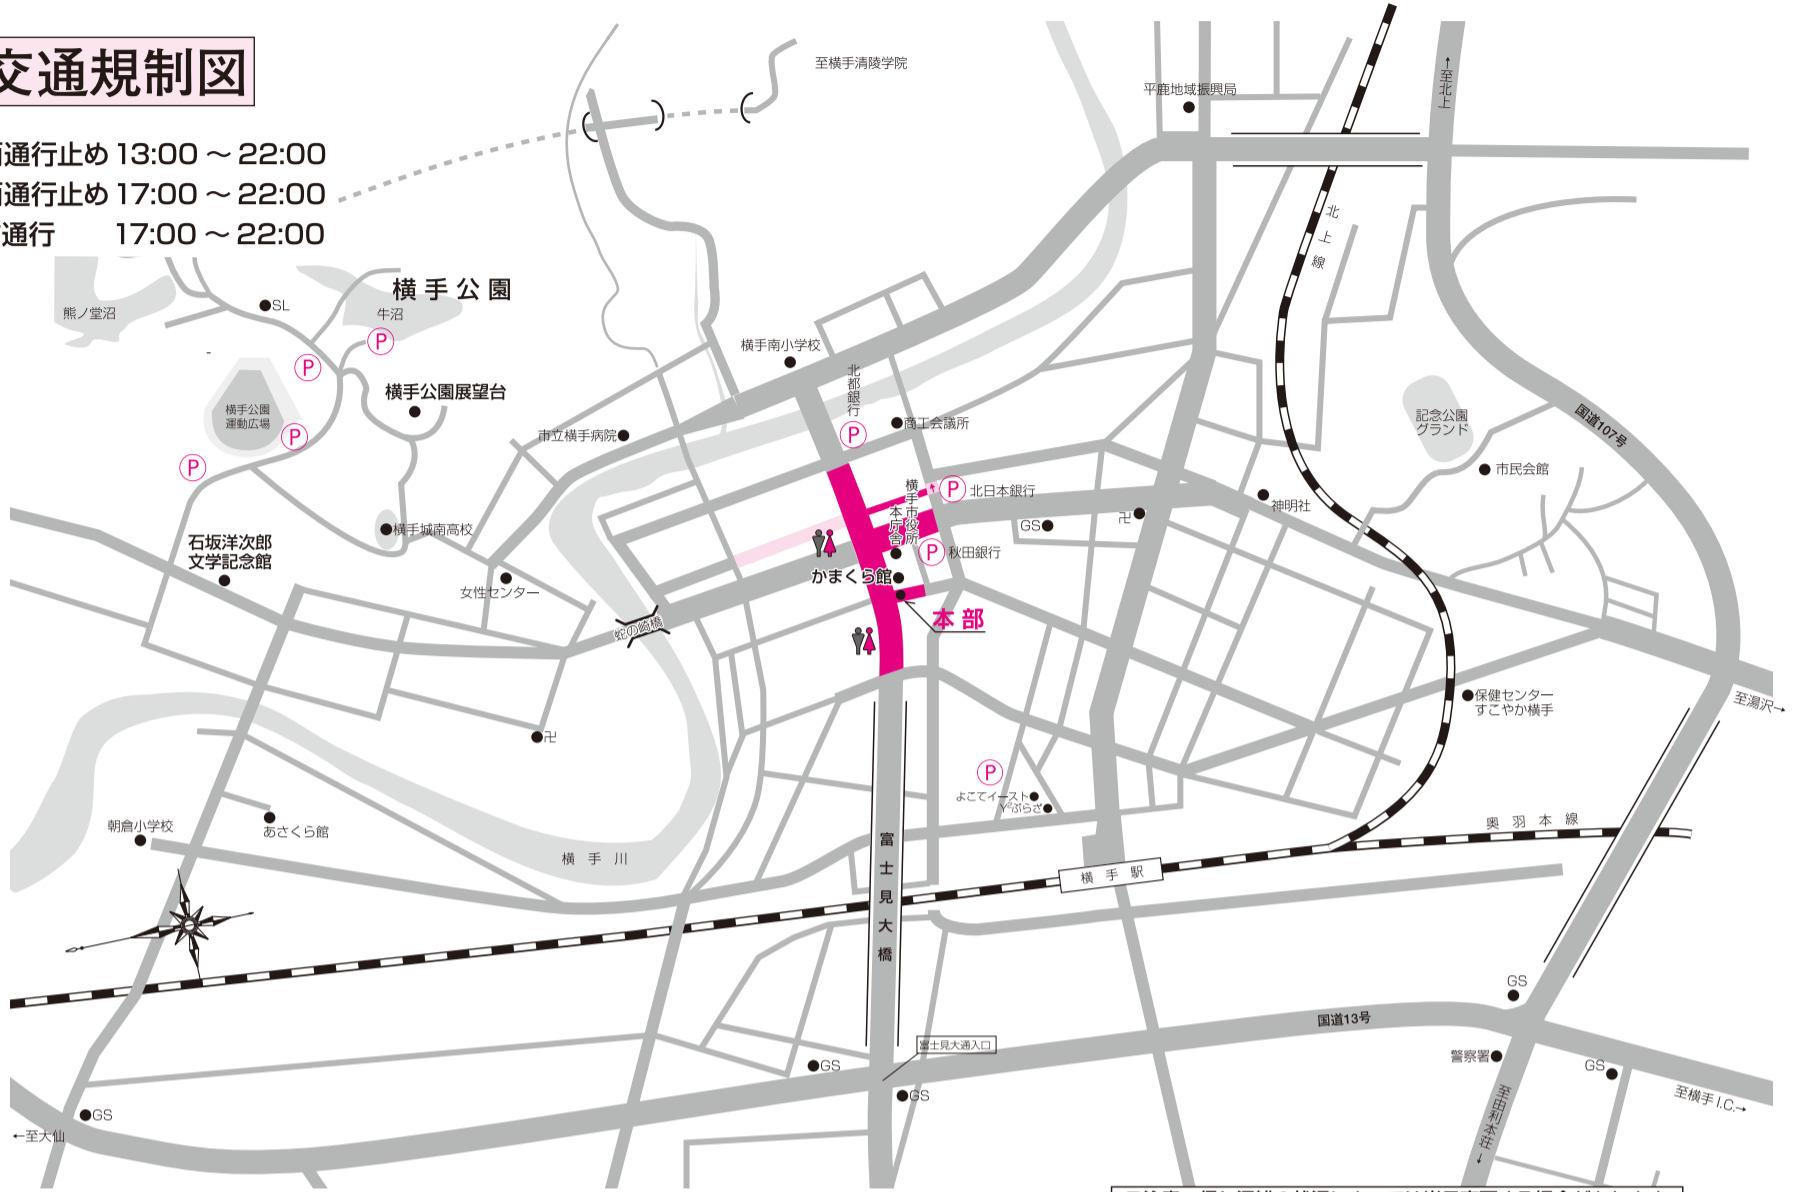 交通規制図
通行止め 13:00 ～ 22:00
通行止め 17:00 ～ 22:00
通行 17:00 ～ 22:00
至横手清陵学院
平鹿地域振興局
←至北上
北上線
熊ノ堂沼
SL
横手公園
牛沼
P
P
横手公園
運動広場
P
P
横手公園展望台
市立横手病院
横手南小学校
北都銀行
P
商工会議所
横手城南高校
石坂洋次郎
文学記念館
女性センター
蛇の崎橋
横手市役所
本庁舎
P
北日本銀行
P
秋田銀行
かまくら館
本部
GS
卍
神明社
記念公園
グランド
市民会館
国道107号
保健センター
すこやか横手
至湯沢→
卍
朝倉小学校
あさくら館
横手川
P
よこてイースト
Y²ぷらざ
富士見大橋
横手駅
奥羽本線
富士見大通入口
国道13号
GS
警察署
GS
至横手I.C.→
至由利本荘→
GS
GS
GS
←至大仙